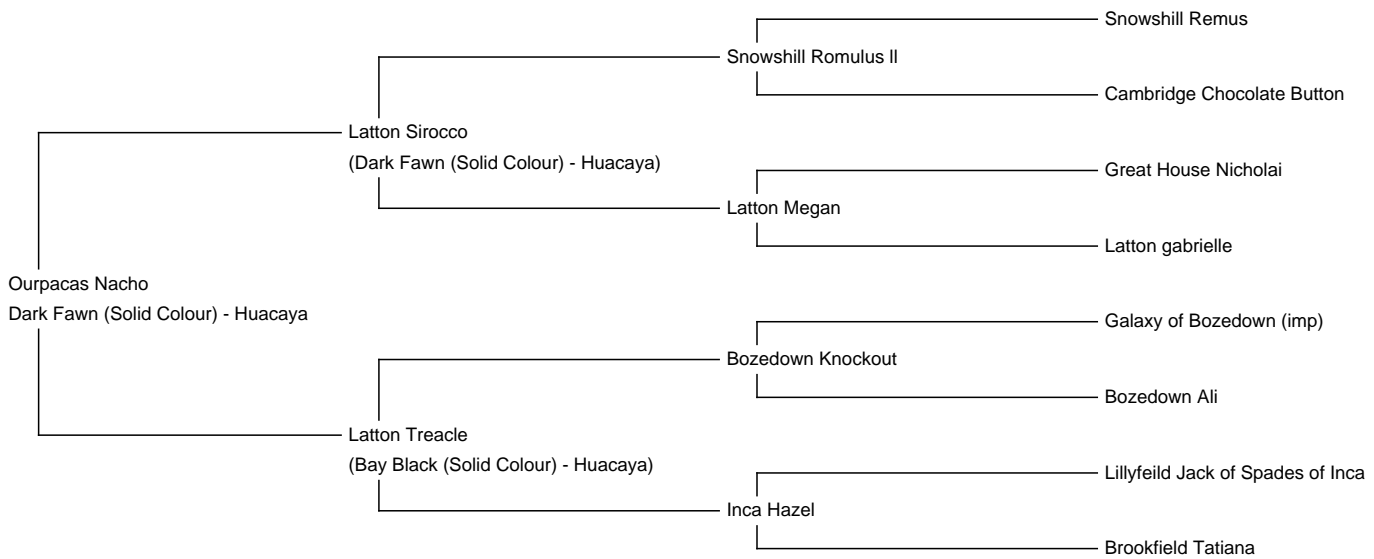 Snowshill Remus
Snowshill Romulus ll
Cambridge Chocolate Button
Latton Sirocco
(Dark Fawn (Solid Colour) - Huacaya)
Great House Nicholai
Latton Megan
Latton gabrielle
Ourpacas Nacho
Dark Fawn (Solid Colour) - Huacaya
Galaxy of Bozedown (imp)
Bozedown Knockout
Bozedown Ali
Latton Treacle
(Bay Black (Solid Colour) - Huacaya)
Lillyfeild Jack of Spades of Inca
Inca Hazel
Brookfield Tatiana